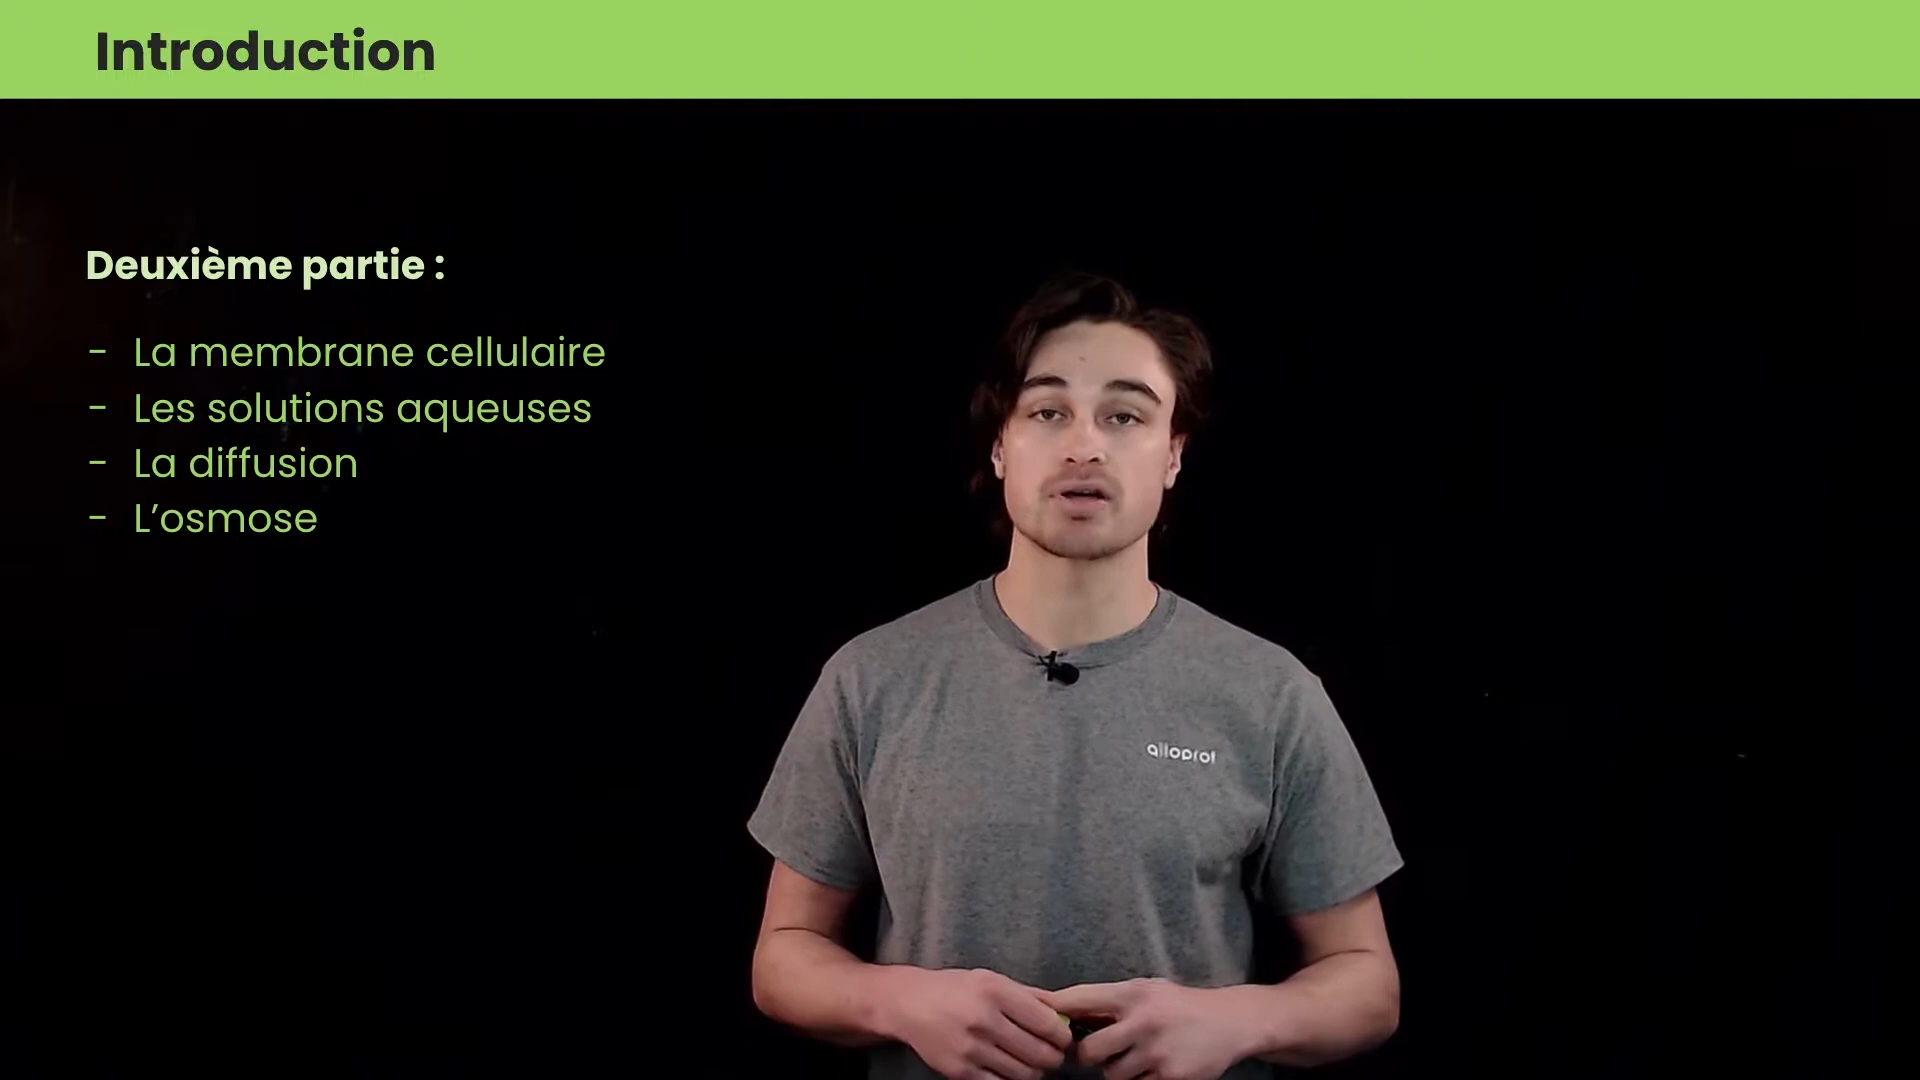 Introduction
Deuxième partie :
- La membrane cellulaire
- Les solutions aqueuses
- La diffusion
- L’osmose
alloprof